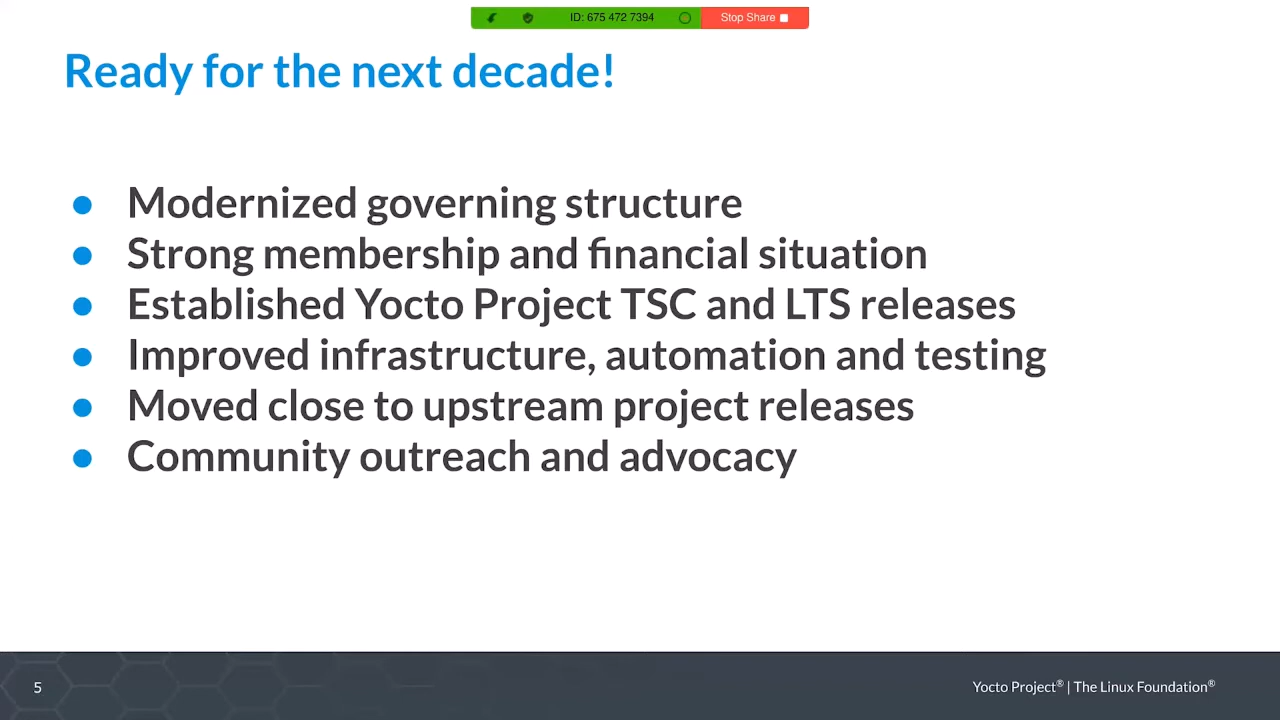 ID: 675 472 7394 Stop Share
Ready for the next decade!
● Modernized governing structure
● Strong membership and financial situation
● Established Yocto Project TSC and LTS releases
● Improved infrastructure, automation and testing
● Moved close to upstream project releases
● Community outreach and advocacy
5
Yocto Project® | The Linux Foundation®